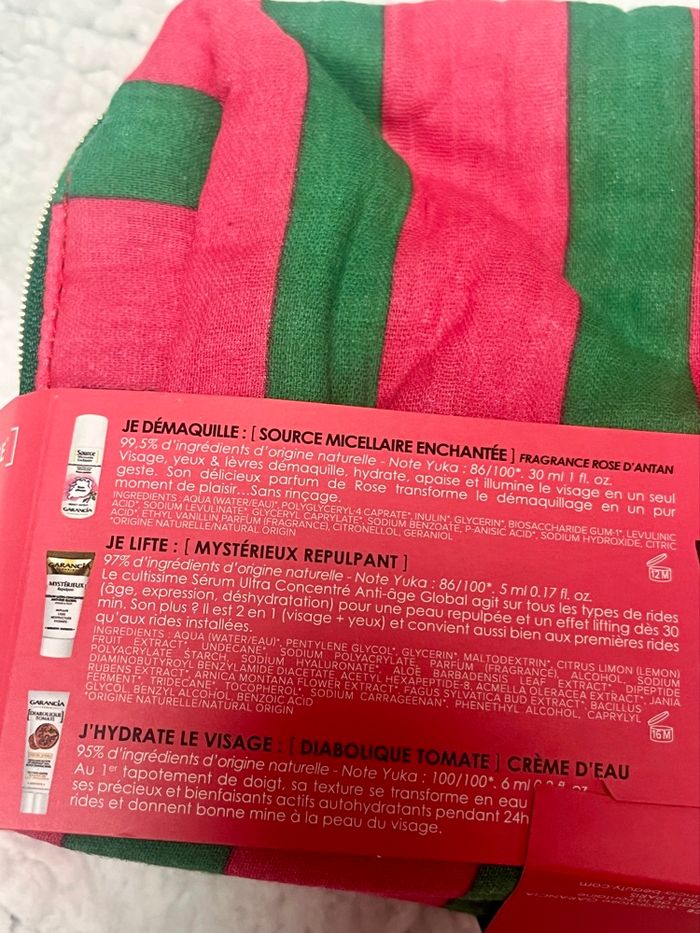 JE DÉMAQUILLE : [ SOURCE MICELLAIRE ENCHANTÉE ] FRAGRANCE ROSE D'ANTAN
99,5% d'ingrédients d'origine naturelle - Note Yuka : 86/100*. 30 ml 1 fl. oz.
Visage, yeux & lèvres démaquille, hydrate, apaise et illumine le visage en un seul
geste. Son délicieux parfum de Rose transforme le démaquillage en un pur
moment de plaisir...Sans rinçage.
INGREDIENTS : AQUA (WATER/EAU)*, POLYGLYCERYL-4 CAPRATE*, INULIN*, GLYCERIN*, BIOSACCHARIDE GUM-1*, LEVULINIC
ACID*, SODIUM LEVULINATE*, GLYCERYL CAPRYLATE*, SODIUM BENZOATE, P-ANISIC ACID*, SODIUM HYDROXIDE, CITRIC
ACID*, ETHYL VANILLIN, PARFUM (FRAGRANCE), CITRONELLOL, GERANIOL
*ORIGINE NATURELLE/NATURAL ORIGIN
12M
Source
JE LIFTE : [ MYSTÉRIEUX REPULPANT ]
97% d'ingrédients d'origine naturelle - Note Yuka : 86/100*. 5 ml 0.17 fl. oz.
Le cultissime Sérum Ultra Concentré Anti-âge Global agit sur tous les types de rides
(âge, expression, déshydratation) pour une peau repulpée et un effet lifting dès 30
min. Son plus ? Il est 2 en 1 (visage + yeux) et convient aussi bien aux premières rides
qu'aux rides installées.
INGREDIENTS : AQUA (WATER/EAU)*, PENTYLENE GLYCOL*, GLYCERIN*, MALTODEXTRIN*, CITRUS LIMON (LEMON)
FRUIT EXTRACT*, UNDECANE*, SODIUM POLYACRYLATE, PARFUM (FRAGRANCE), ALCOHOL, SODIUM
POLYACRYLATE STARCH, SODIUM HYALURONATE*, ALOE BARBADENSIS LEAF EXTRACT*, DIPEPTIDE
DIAMINOBUTYROYL BENZYLAMIDE DIACETATE, ACETYL HEXAPEPTIDE-8, ACMELLA OLERACEA EXTRACT*, JANIA
RUBENS EXTRACT*, ARNICA MONTANA FLOWER EXTRACT*, FAGUS SYLVATICA BUD EXTRACT*, BACILLUS
FERMENT*, TRIDECANE*, TOCOPHEROL*, SODIUM CARRAGEENAN*, PHENETHYL ALCOHOL, CAPRYLYL
GLYCOL, BENZYL ALCOHOL, BENZOIC ACID
*ORIGINE NATURELLE/NATURAL ORIGIN
16M
GARANCIA
MYSTÉRIEUX
Repulpant
J'HYDRATE LE VISAGE : [ DIABOLIQUE TOMATE ] CRÈME D'EAU
95% d'ingrédients d'origine naturelle - Note Yuka : 100/100*. 6 ml
Au 1er tapotement de doigt, sa texture se transforme en eau
ses précieux et bienfaisants actifs autohydratants pendant 24h
rides et donnent bonne mine à la peau du visage.
GARANCIA
DIABOLIQUE
TOMATE